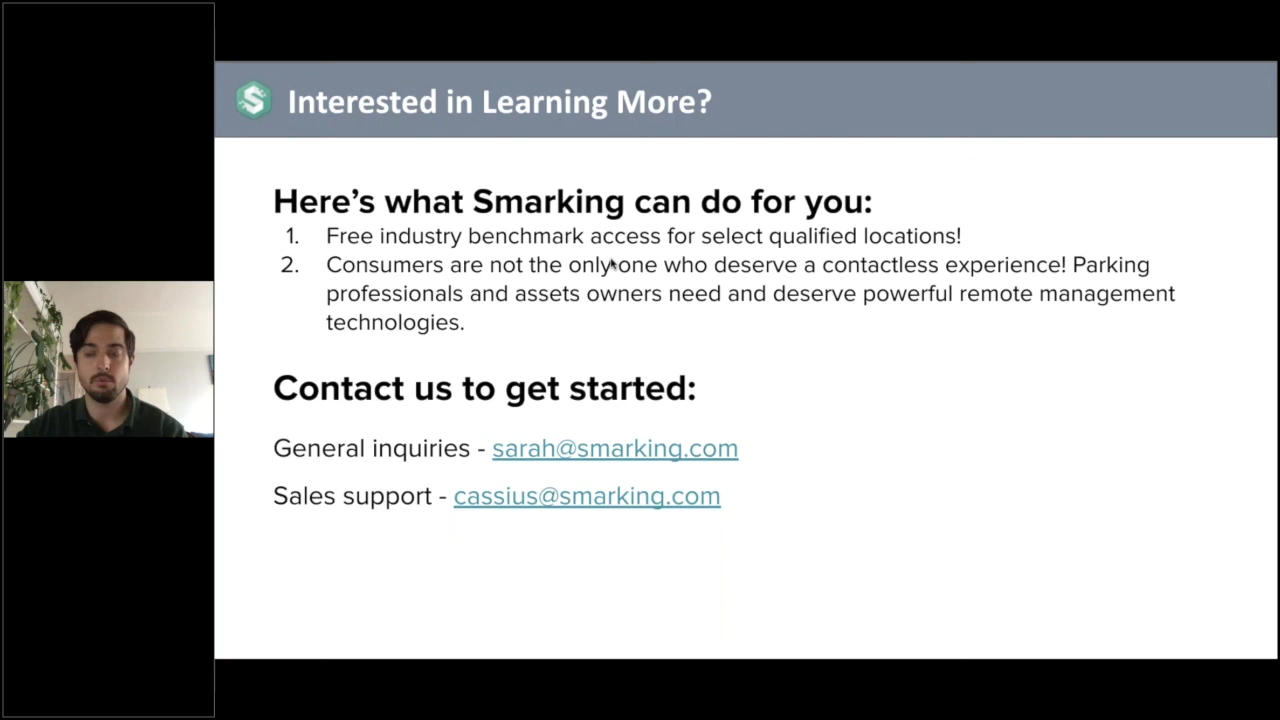 Interested in Learning More?
Here’s what Smarking can do for you:
1. Free industry benchmark access for select qualified locations!
2. Consumers are not the only one who deserve a contactless experience! Parking
professionals and assets owners need and deserve powerful remote management
technologies.
Contact us to get started:
General inquiries - sarah@smarking.com
Sales support - cassius@smarking.com